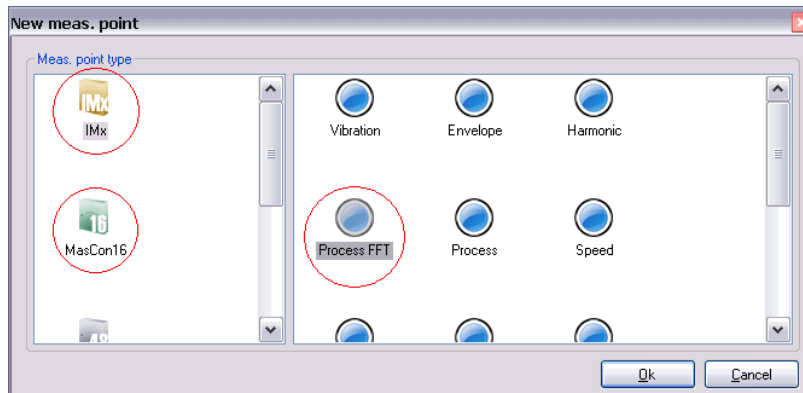 New meas. point
Meas. point type
IMx
IMx
16
MasCon16
48
Vibration
Envelope
Harmonic
Process FFT
Process
Speed
Ok
Cancel